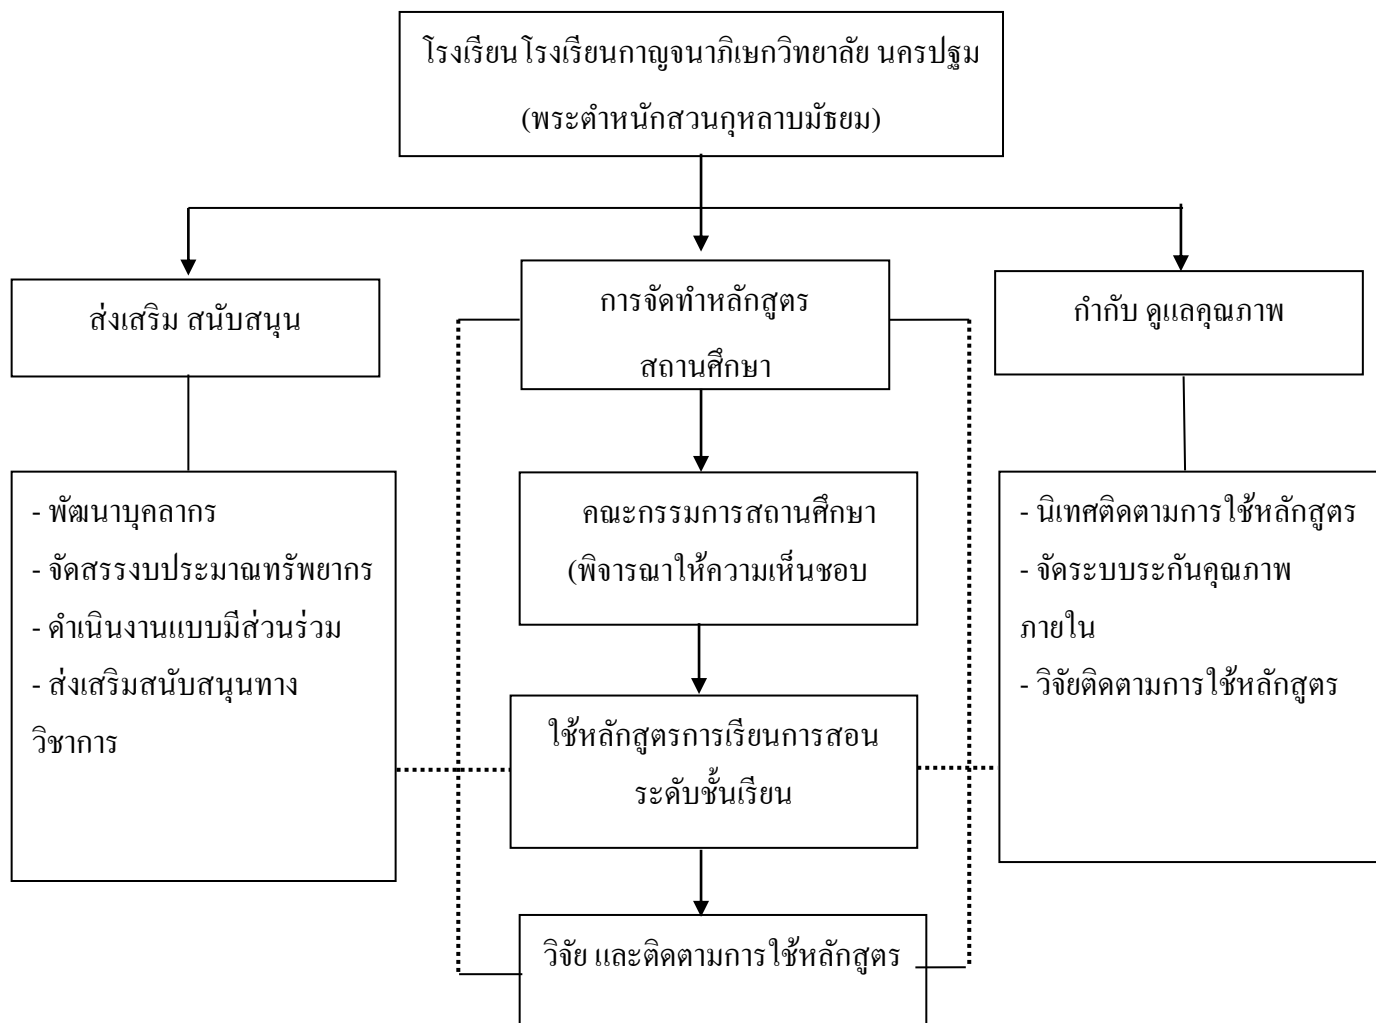 โรงเรียน โรงเรียนกาญจนาภิเษกวิทยาลัย นครปฐม
(พระตำหนักสวนกุหลาบมัธยม)
ส่งเสริม สนับสนุน
การจัดทำหลักสูตร
สถานศึกษา
กำกับ ดูแลคุณภาพ
- พัฒนาบุคลากร
- จัดสรรงบประมาณทรัพยากร
- ดำเนินงานแบบมีส่วนร่วม
- ส่งเสริมสนับสนุนทาง
วิชาการ
คณะกรรมการสถานศึกษา
(พิจารณาให้ความเห็นชอบ
- นิเทศติดตามการใช้หลักสูตร
- จัดระบบประกันคุณภาพ
ภายใน
- วิจัยติดตามการใช้หลักสูตร
ใช้หลักสูตรการเรียนการสอน
ระดับชั้นเรียน
วิจัย และติดตามการใช้หลักสูตร